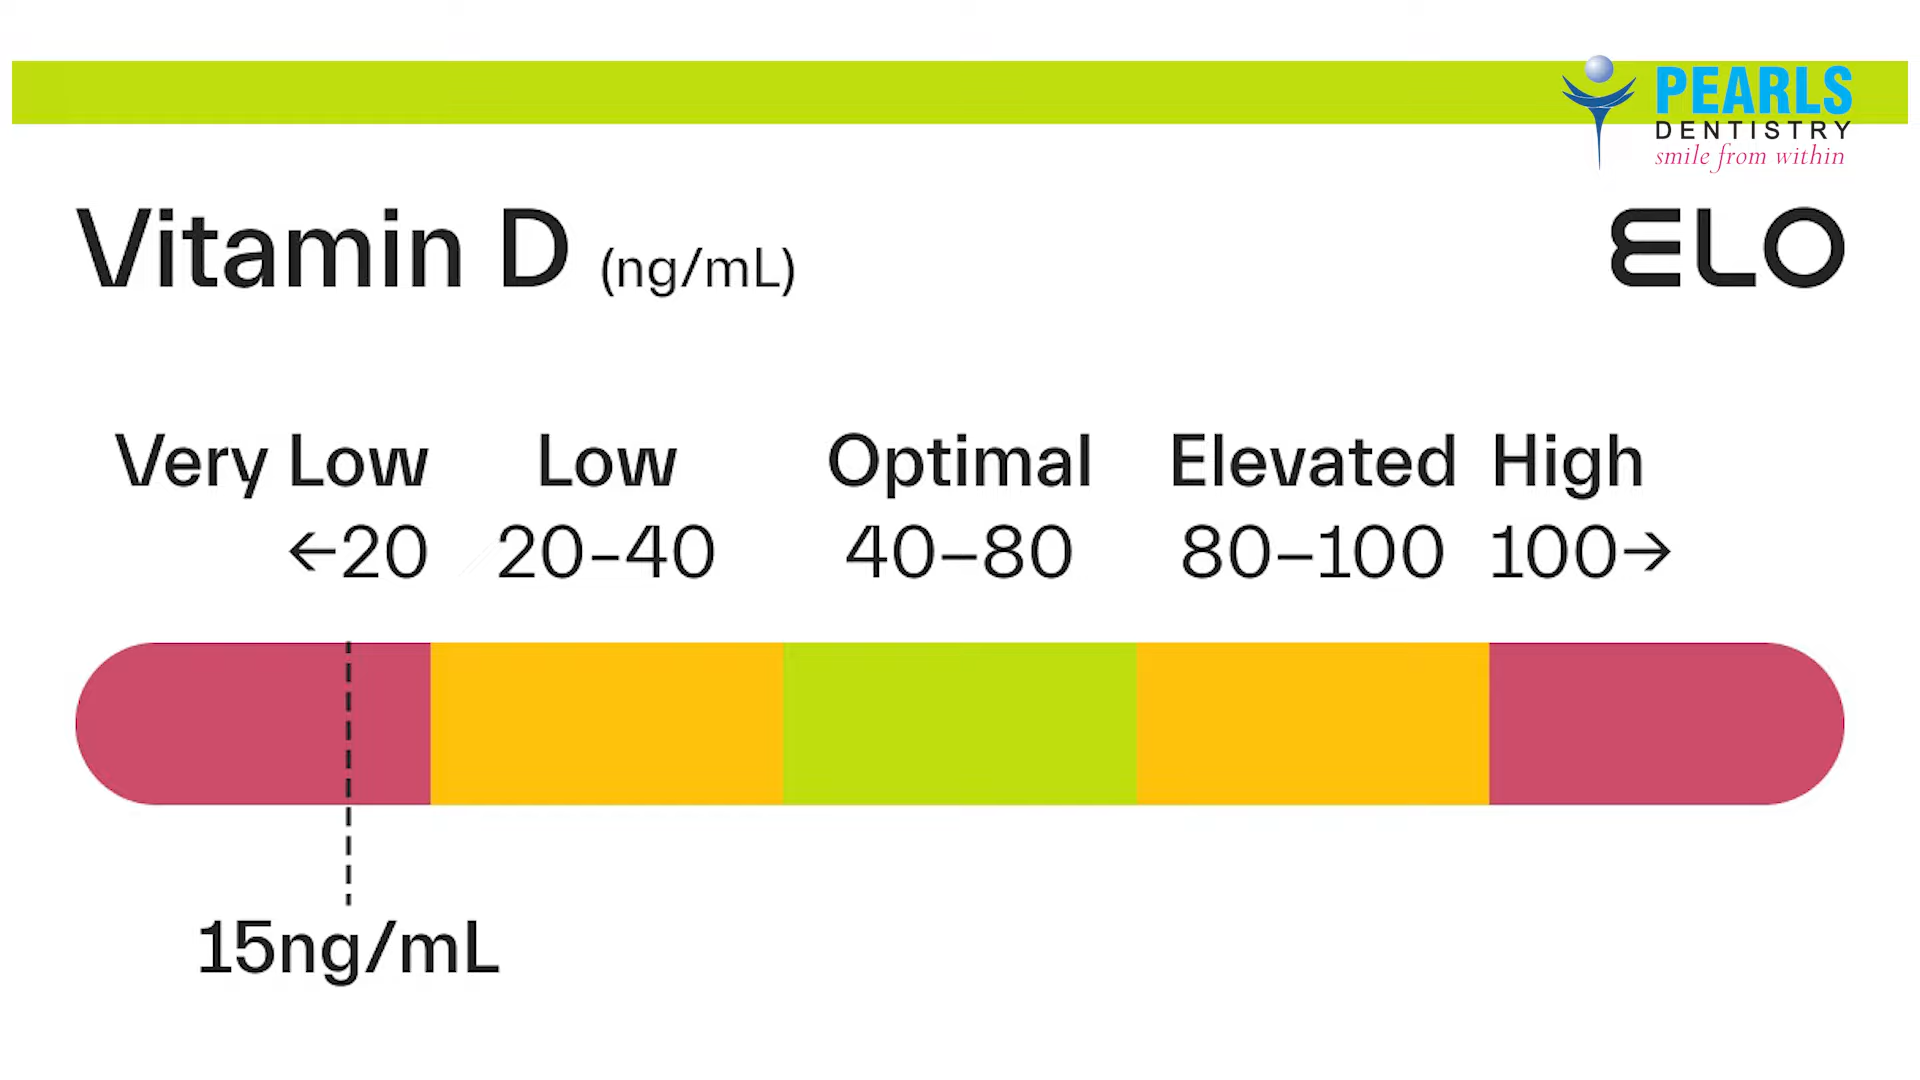 PEARLS
DENTISTRY
smile from within
Vitamin D (ng/mL)
ELO
Very Low Low Optimal Elevated High
←20 20–40 40–80 80–100 100→
15ng/mL